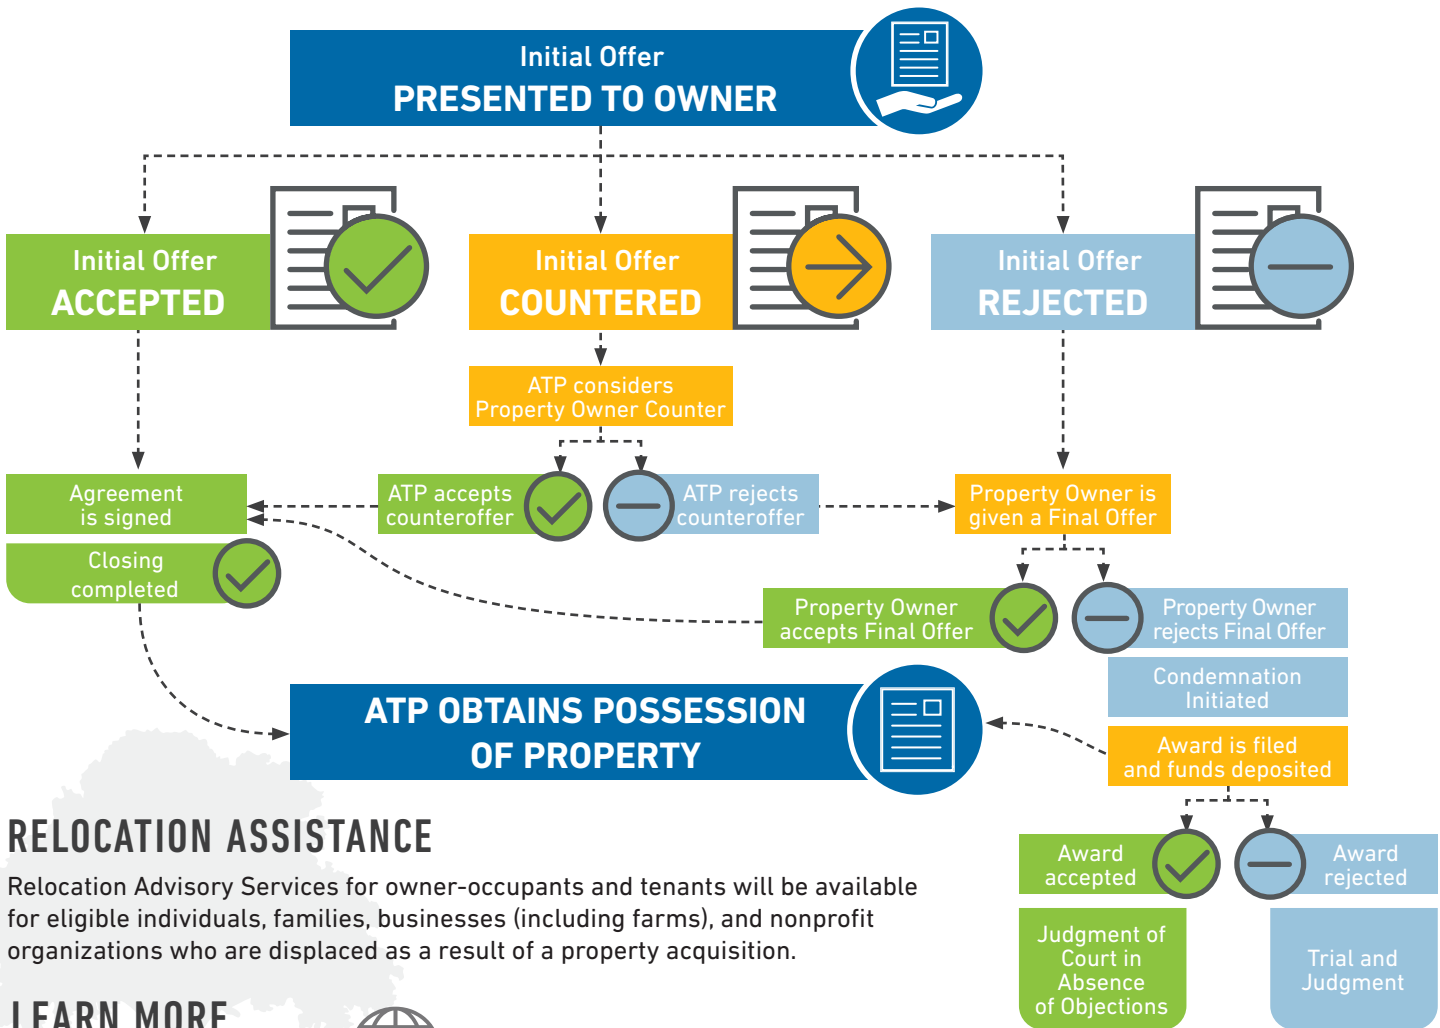 Initial Offer
PRESENTED TO OWNER
Initial Offer
ACCEPTED
Initial Offer
COUNTERED
Initial Offer
REJECTED
ATP considers
Property Owner Counter
Agreement
is signed
ATP accepts
counteroffer
ATP rejects
counteroffer
Property Owner is
given a Final Offer
Closing
completed
Property Owner
accepts Final Offer
Property Owner
rejects Final Offer
Condemnation
Initiated
ATP OBTAINS POSSESSION
OF PROPERTY
Award is filed
and funds deposited
Award
accepted
Award
rejected
Judgment of
Court in
Absence
of Objections
Trial and
Judgment
RELOCATION ASSISTANCE
Relocation Advisory Services for owner-occupants and tenants will be available
for eligible individuals, families, businesses (including farms), and nonprofit
organizations who are displaced as a result of a property acquisition.
LEARN MORE